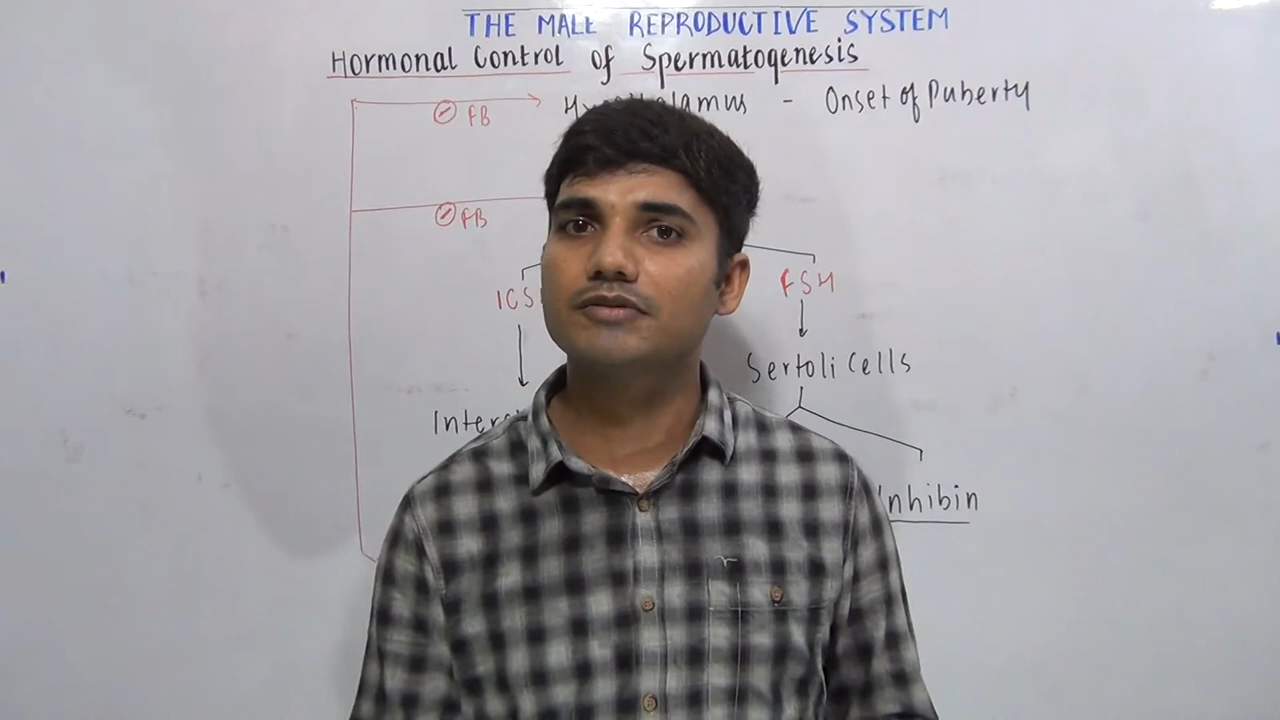 THE MALE REPRODUCTIVE SYSTEM
Hormonal Control of Spermatogenesis
⊖ FB - Onset of Puberty
⊖ FB
FSH
Sertoli Cells
Inhibin